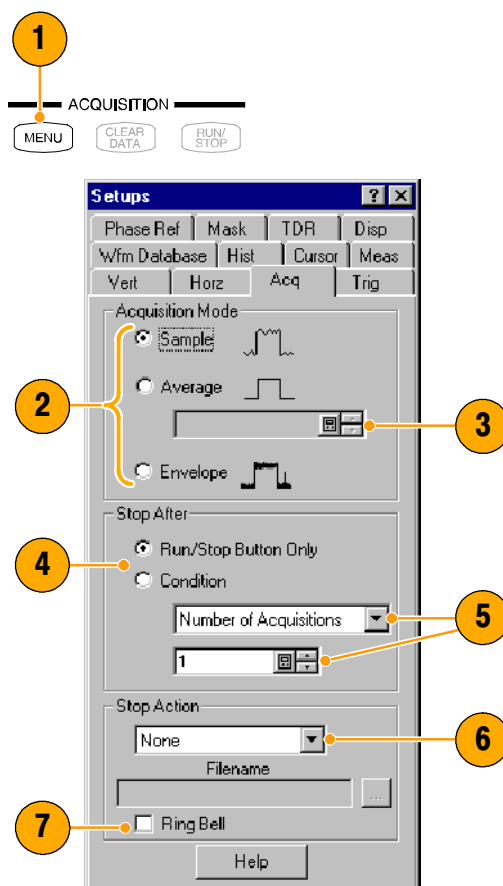 1
ACQUISITION
MENU
CLEAR
DATA
RUN/
STOP
Setups
? ×
Phase Ref Mask TDR Disp
Wfm Database Hist Cursor Meas
Vert Horz Acq Trig
Acquisition Mode
Sample
2
Average
3
Envelope
Stop After
4
Run/Stop Button Only
Condition
Number of Acquisitions
5
1
Stop Action
None
6
Filename
...
7
Ring Bell
Help